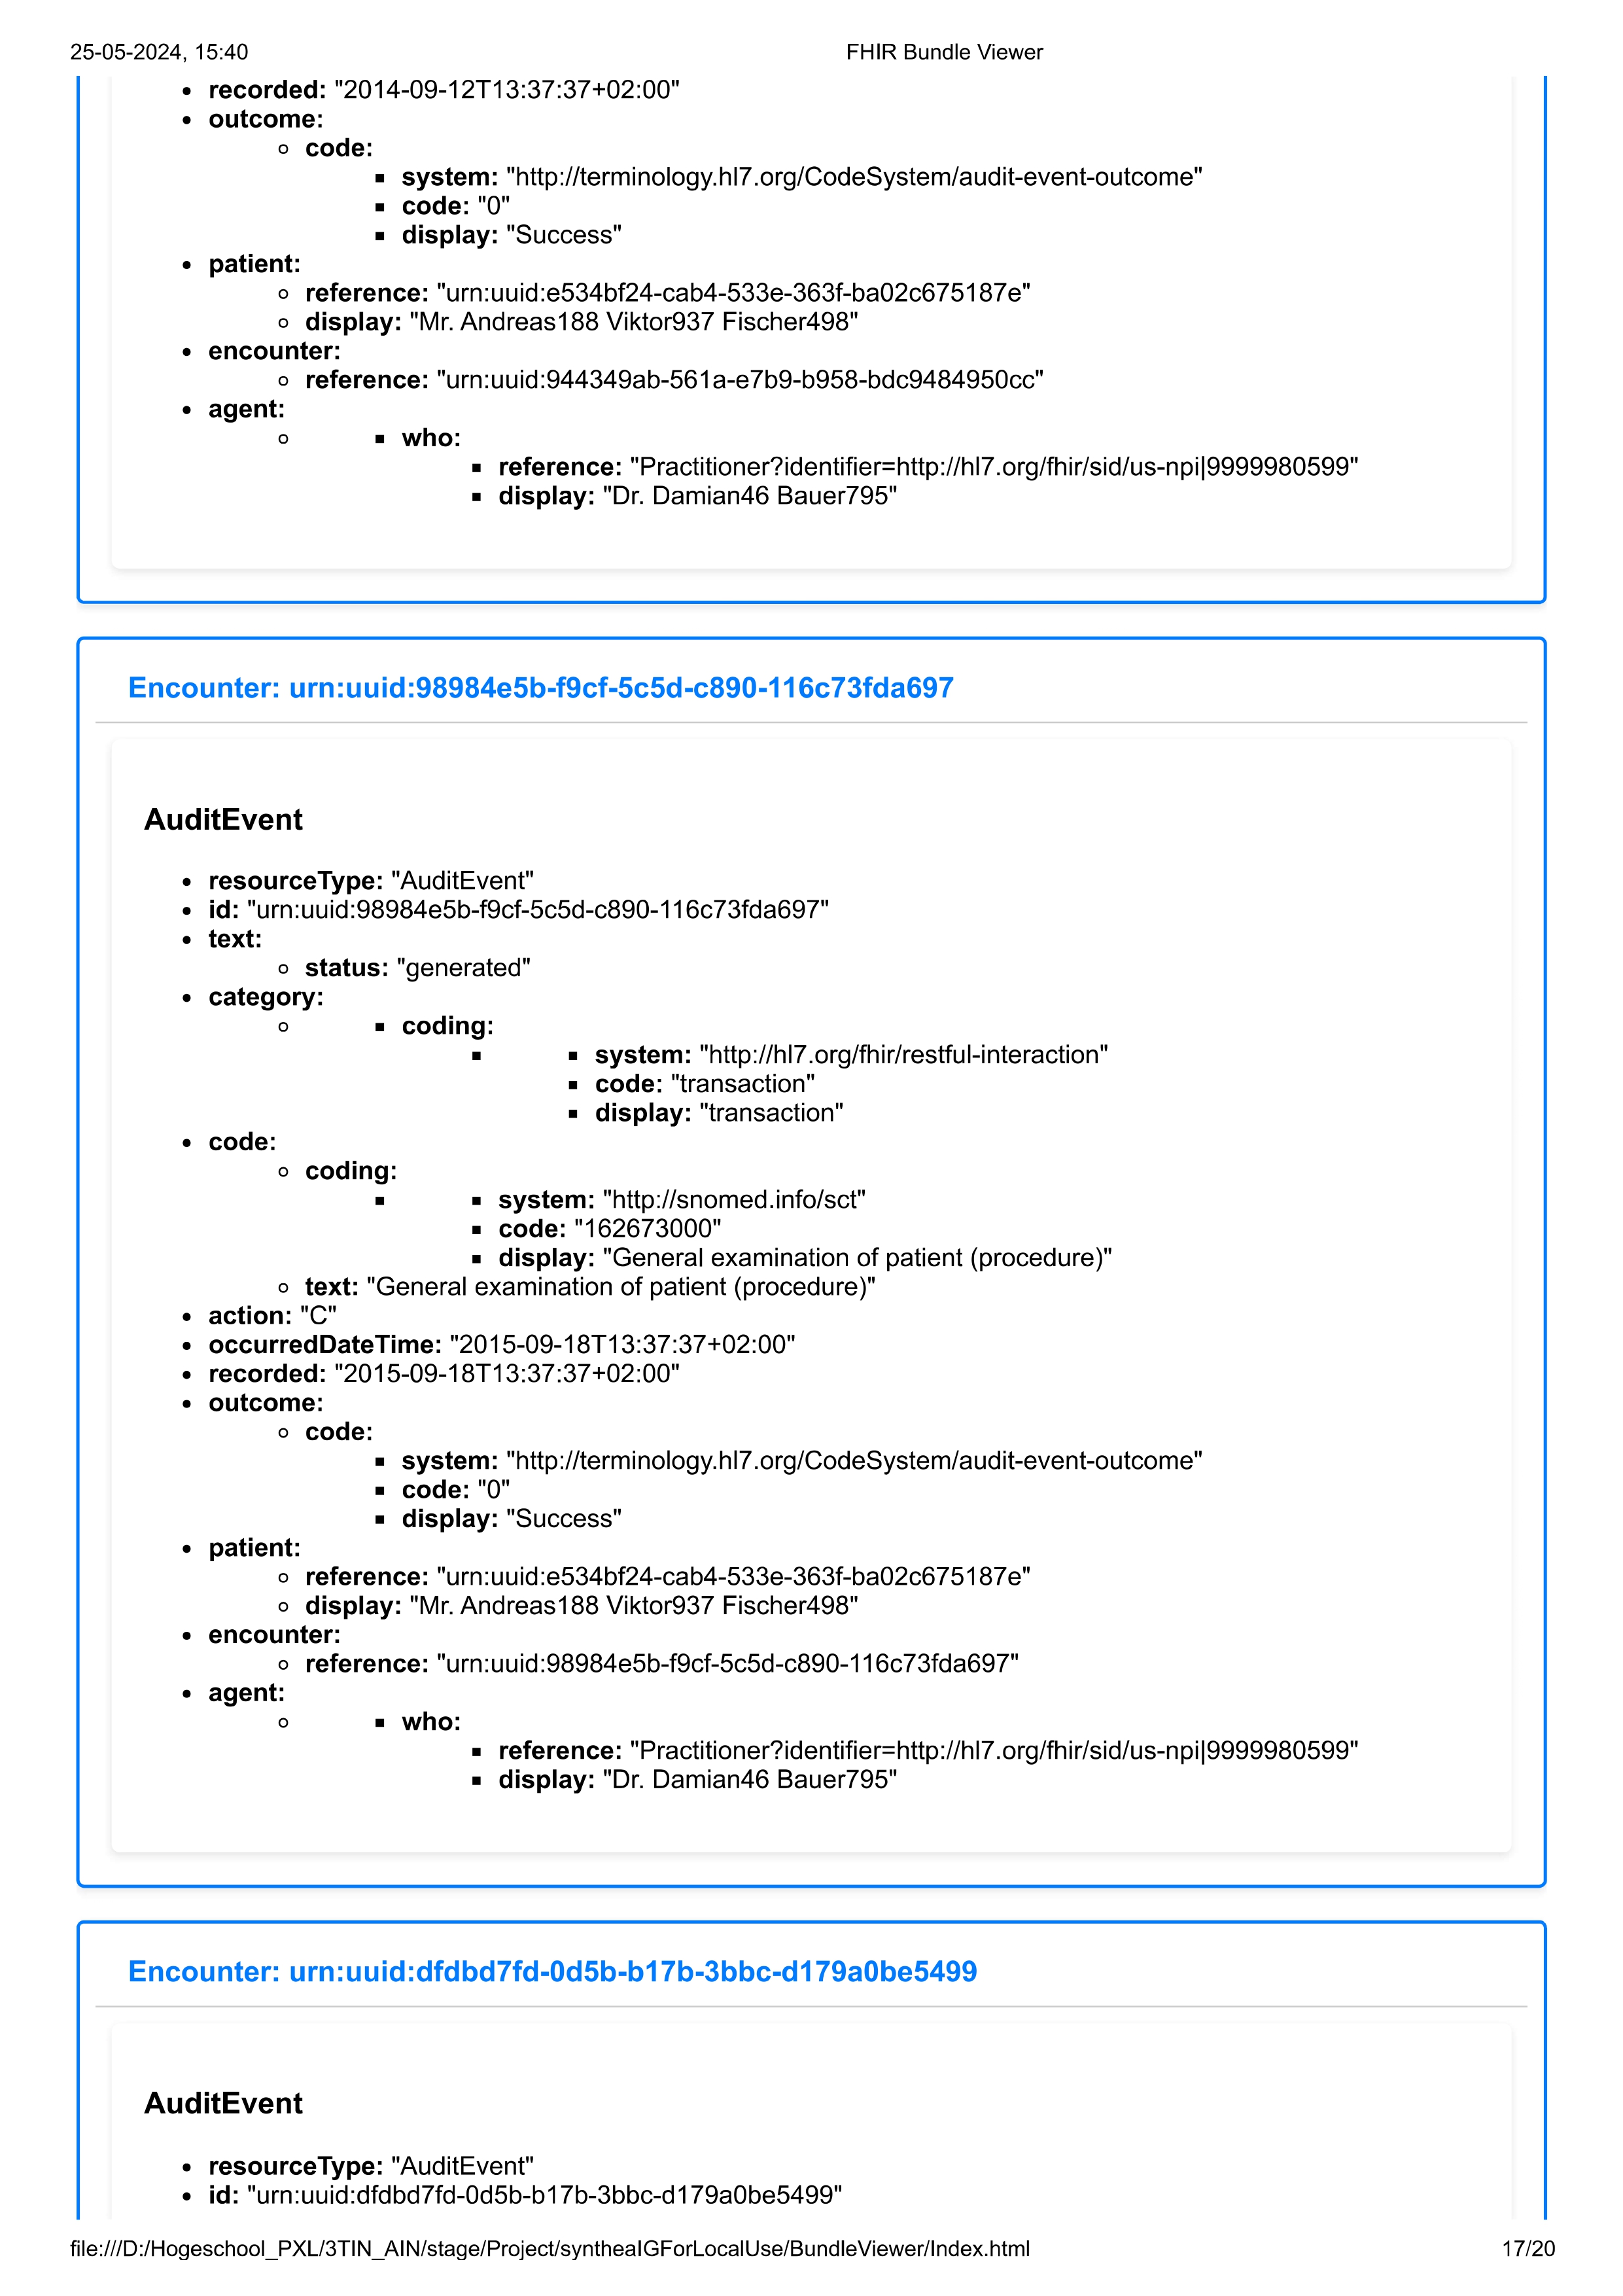 25-05-2024, 15:40 FHIR Bundle Viewer
recorded: "2014-09-12T13:37:37+02:00"
outcome:
code:
system: "http://terminology.hl7.org/CodeSystem/audit-event-outcome"
code: "0"
display: "Success"
patient:
reference: "urn:uuid:e534bf24-cab4-533e-363f-ba02c675187e"
display: "Mr. Andreas188 Viktor937 Fischer498"
encounter:
reference: "urn:uuid:944349ab-561a-e7b9-b958-bdc9484950cc"
agent:
who:
reference: "Practitioner?identifier=http://hl7.org/fhir/sid/us-npi|9999980599"
display: "Dr. Damian46 Bauer795"
Encounter: urn:uuid:98984e5b-f9cf-5c5d-c890-116c73fda697
AuditEvent
resourceType: "AuditEvent"
id: "urn:uuid:98984e5b-f9cf-5c5d-c890-116c73fda697"
text:
status: "generated"
category:
coding:
system: "http://hl7.org/fhir/restful-interaction"
code: "transaction"
display: "transaction"
code:
coding:
system: "http://snomed.info/sct"
code: "162673000"
display: "General examination of patient (procedure)"
text: "General examination of patient (procedure)"
action: "C"
occurredDateTime: "2015-09-18T13:37:37+02:00"
recorded: "2015-09-18T13:37:37+02:00"
outcome:
code:
system: "http://terminology.hl7.org/CodeSystem/audit-event-outcome"
code: "0"
display: "Success"
patient:
reference: "urn:uuid:e534bf24-cab4-533e-363f-ba02c675187e"
display: "Mr. Andreas188 Viktor937 Fischer498"
encounter:
reference: "urn:uuid:98984e5b-f9cf-5c5d-c890-116c73fda697"
agent:
who:
reference: "Practitioner?identifier=http://hl7.org/fhir/sid/us-npi|9999980599"
display: "Dr. Damian46 Bauer795"
Encounter: urn:uuid:dfdbd7fd-0d5b-b17b-3bbc-d179a0be5499
AuditEvent
resourceType: "AuditEvent"
id: "urn:uuid:dfdbd7fd-0d5b-b17b-3bbc-d179a0be5499"
file:///D:/Hogeschool_PXL/3TIN_AIN/stage/Project/syntheaIGForLocalUse/BundleViewer/Index.html 17/20